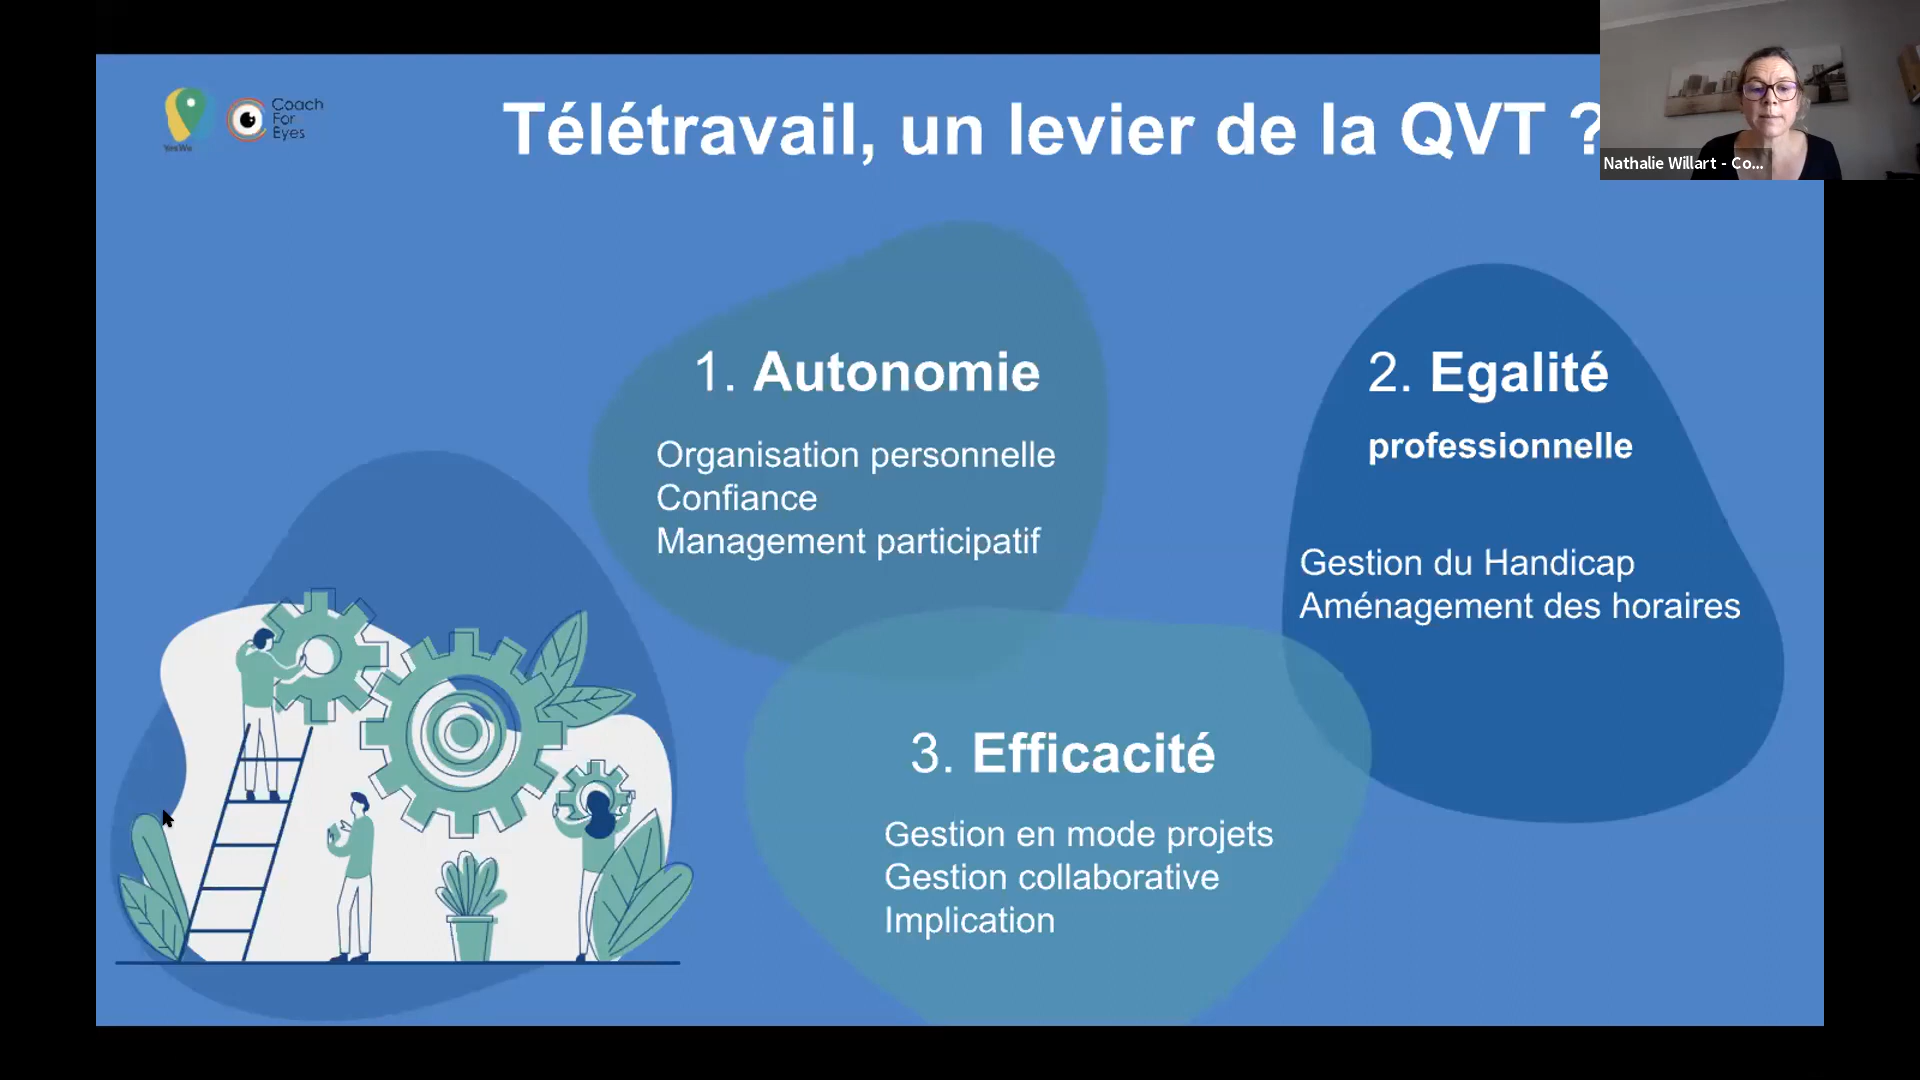 YesWe
Coach
For
Eyes
Télétravail, un levier de la QVT ?
Nathalie Willart - Co...
1. Autonomie
Organisation personnelle
Confiance
Management participatif
2. Egalité
professionnelle
Gestion du Handicap
Aménagement des horaires
3. Efficacité
Gestion en mode projets
Gestion collaborative
Implication